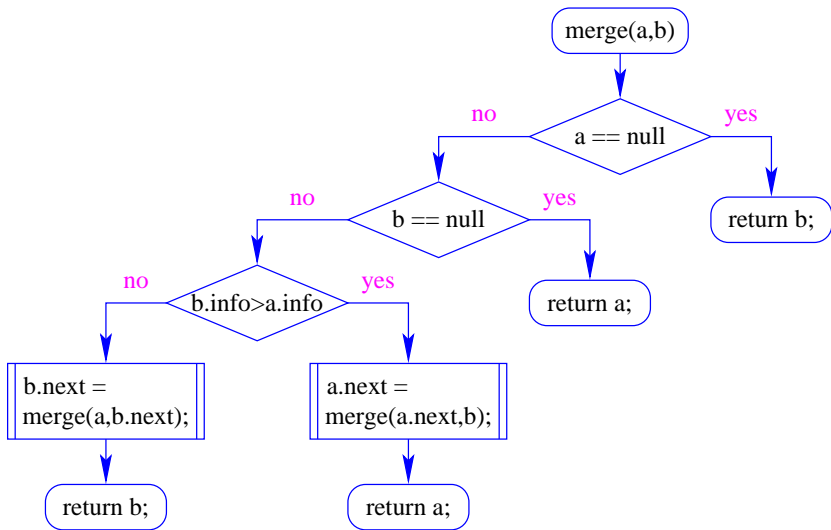 merge(a,b)
no
yes
a == null
no
yes
b == null
return b;
no
yes
b.info>a.info
return a;
b.next =
merge(a,b.next);
a.next =
merge(a.next,b);
return b;
return a;